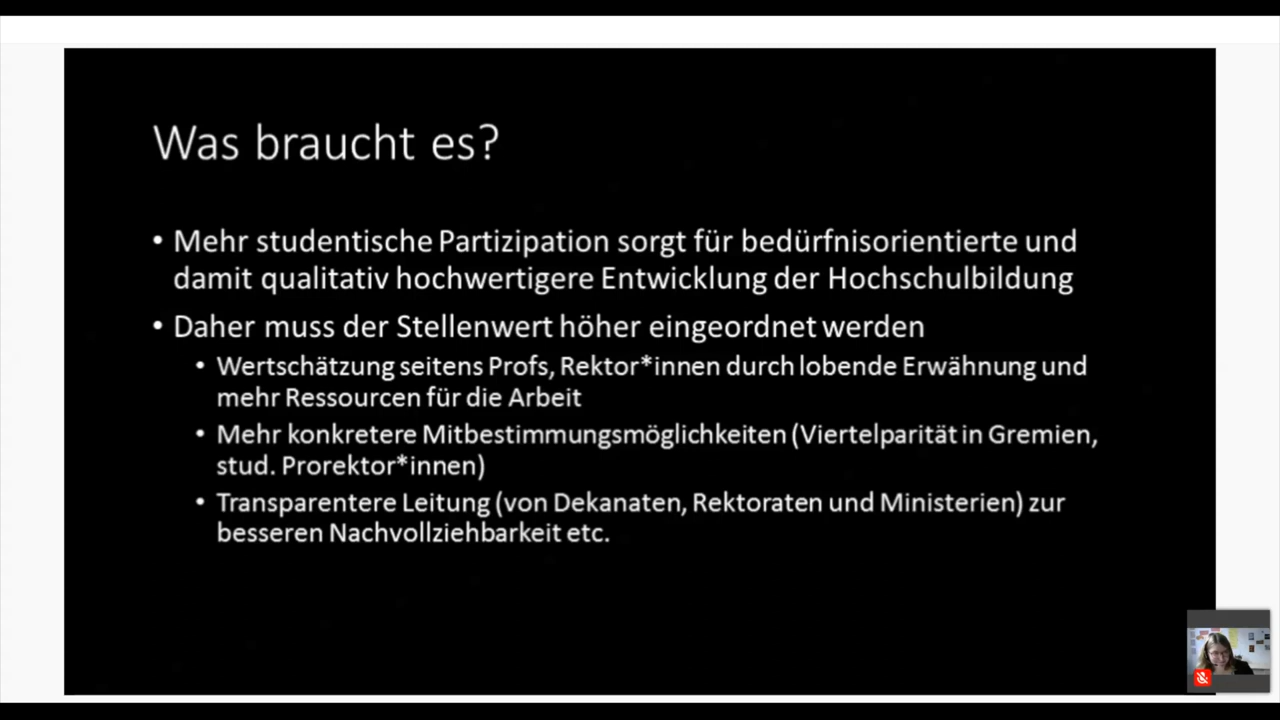 Was braucht es?
• Mehr studentische Partizipation sorgt für bedürfnisorientierte und
damit qualitativ hochwertigere Entwicklung der Hochschulbildung
• Daher muss der Stellenwert höher eingeordnet werden
• Wertschätzung seitens Profs, Rektor*innen durch lobende Erwähnung und
mehr Ressourcen für die Arbeit
• Mehr konkretere Mitbestimmungsmöglichkeiten (Viertelparität in Gremien,
stud. Prorektor*innen)
• Transparentere Leitung (von Dekanaten, Rektoraten und Ministerien) zur
besseren Nachvollziehbarkeit etc.